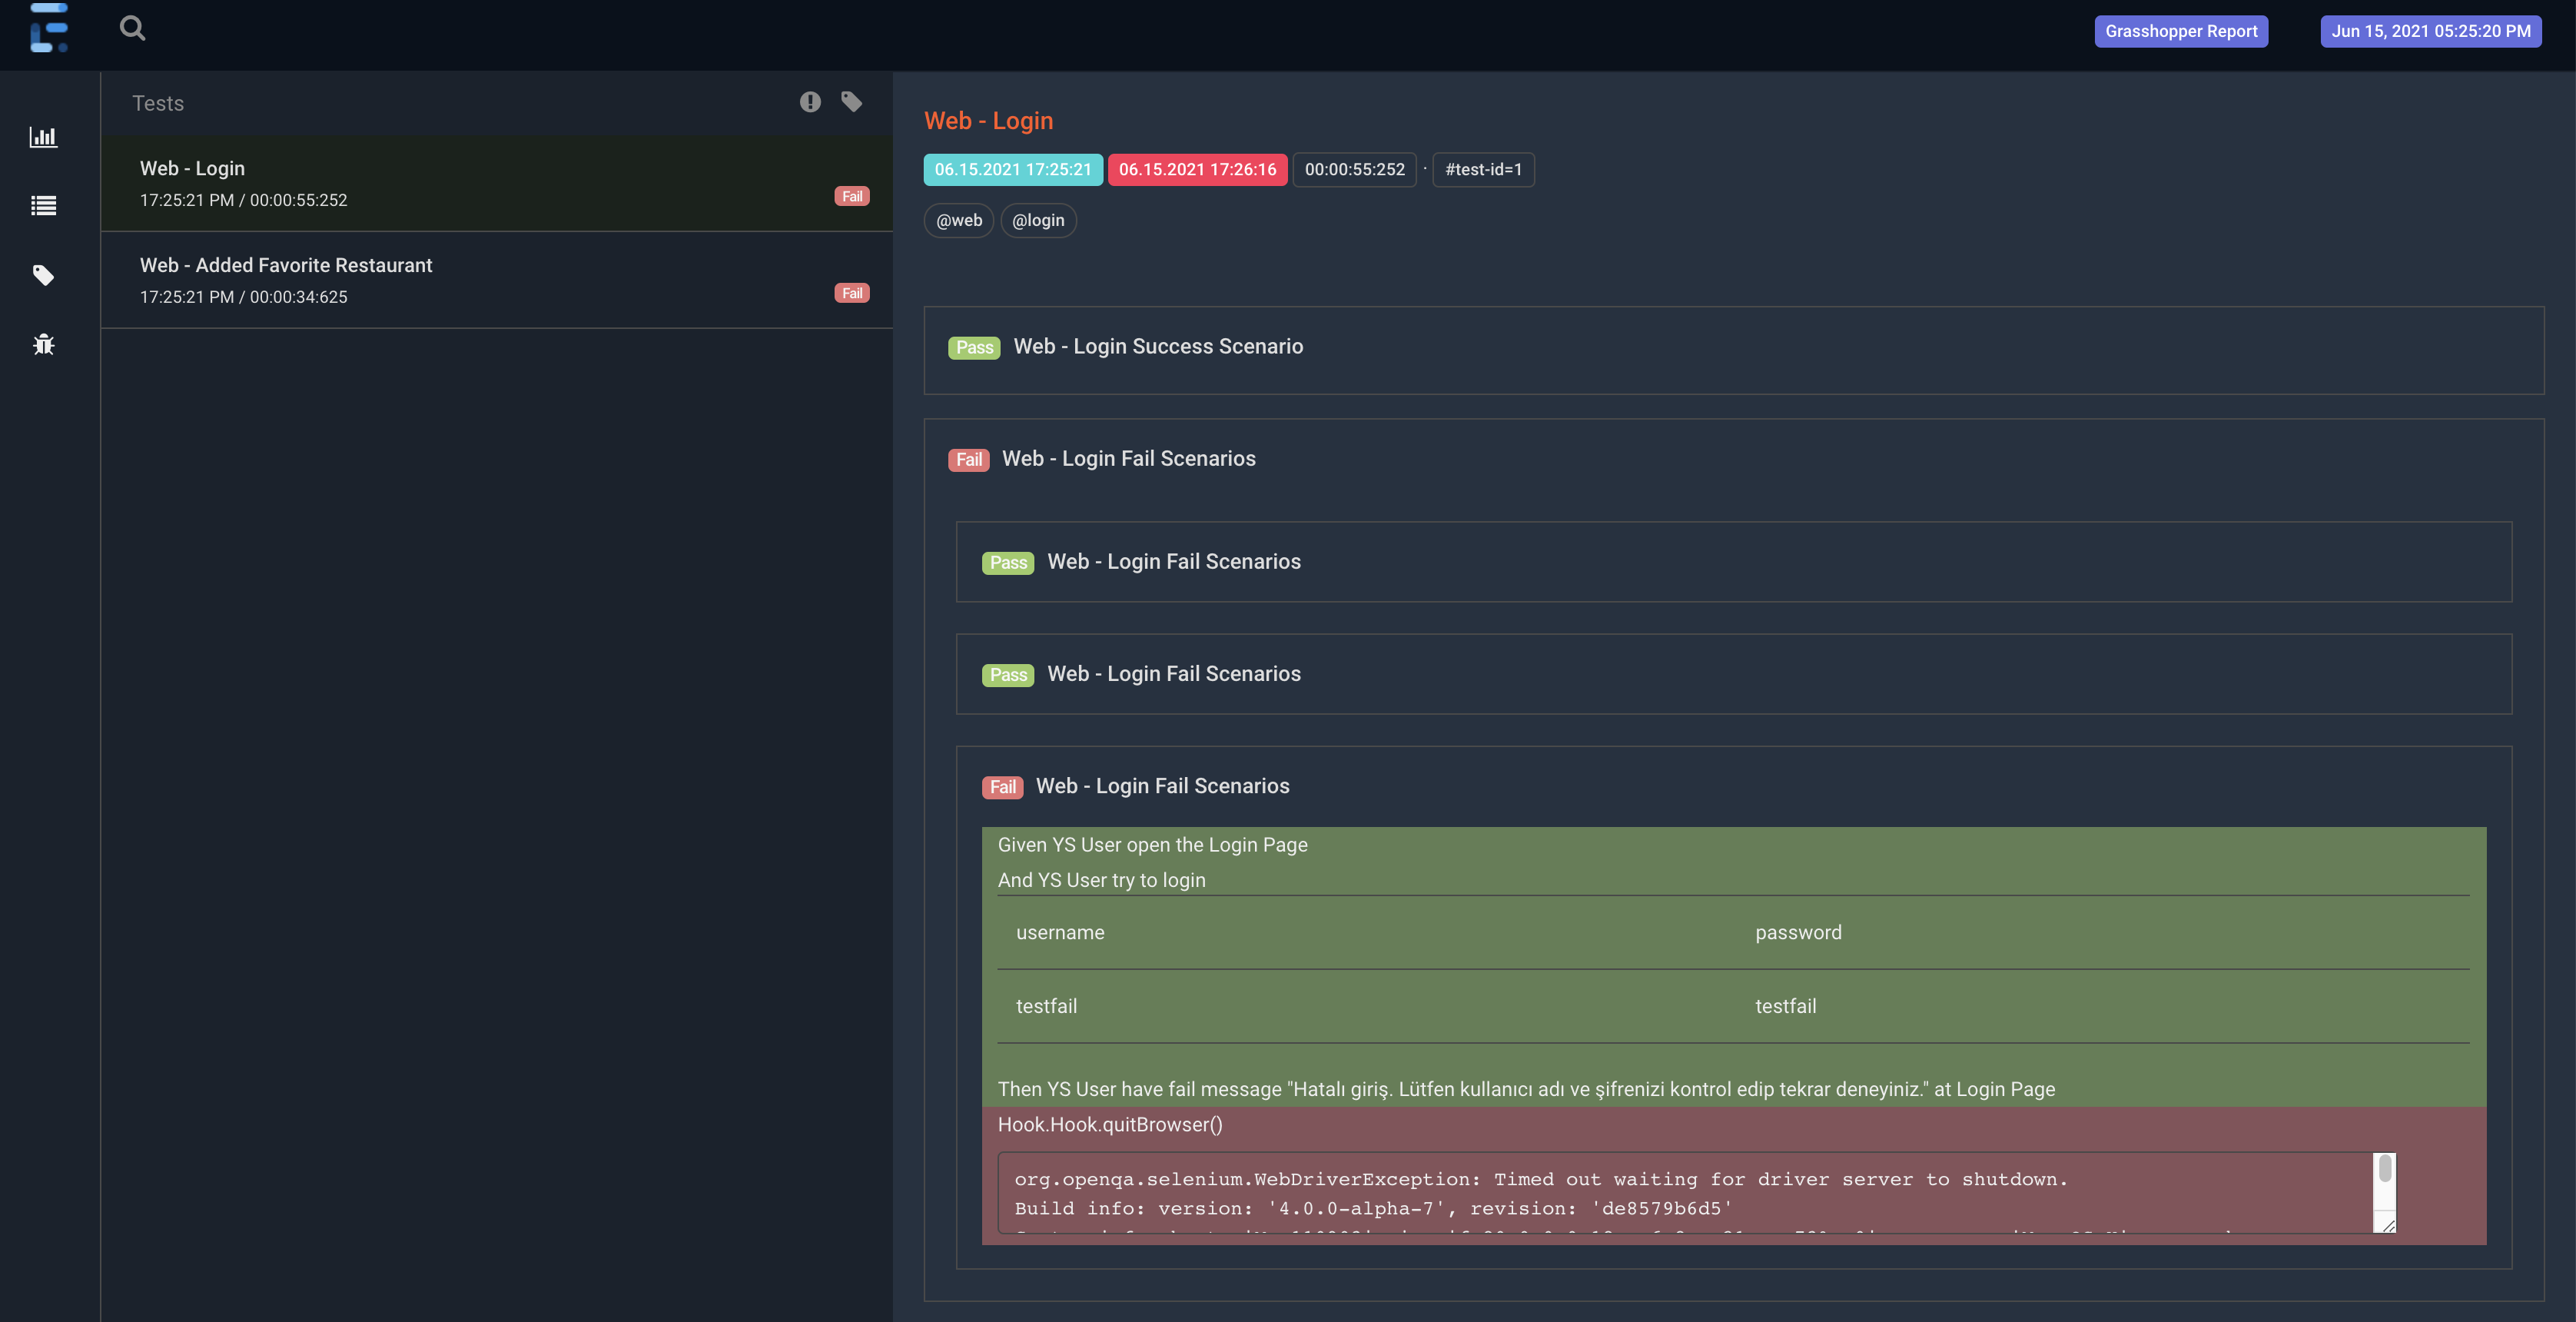 Grasshopper Report
Jun 15, 2021 05:25:20 PM
Tests
Web - Login
17:25:21 PM / 00:00:55:252
Fail
Web - Added Favorite Restaurant
17:25:21 PM / 00:00:34:625
Fail
Web - Login
06.15.2021 17:25:21 06.15.2021 17:26:16 00:00:55:252 · #test-id=1
@web @login
Pass Web - Login Success Scenario
Fail Web - Login Fail Scenarios
Pass Web - Login Fail Scenarios
Pass Web - Login Fail Scenarios
Fail Web - Login Fail Scenarios
Given YS User open the Login Page
And YS User try to login
username password
testfail testfail
Then YS User have fail message "Hatalı giriş. Lütfen kullanıcı adı ve şifrenizi kontrol edip tekrar deneyiniz." at Login Page
Hook.Hook.quitBrowser()
org.openqa.selenium.WebDriverException: Timed out waiting for driver server to shutdown.
Build info: version: '4.0.0-alpha-7', revision: 'de8579b6d5'